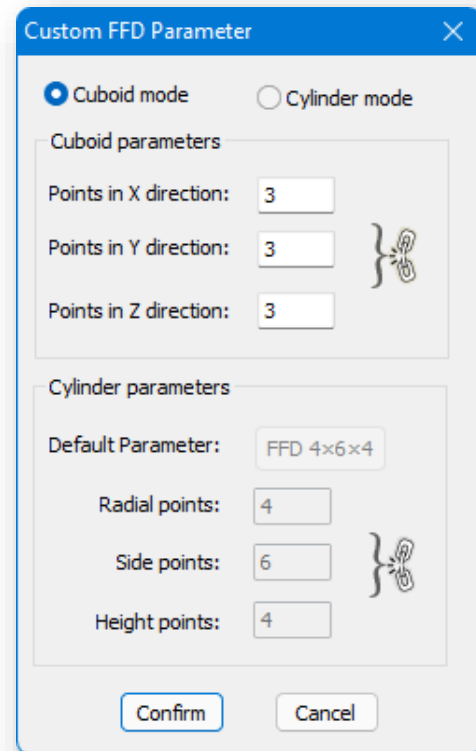 Custom FFD Parameter
Cuboid mode Cylinder mode
Cuboid parameters
Points in X direction: 3
Points in Y direction: 3
Points in Z direction: 3
Cylinder parameters
Default Parameter: FFD 4×6×4
Radial points: 4
Side points: 6
Height points: 4
Confirm Cancel